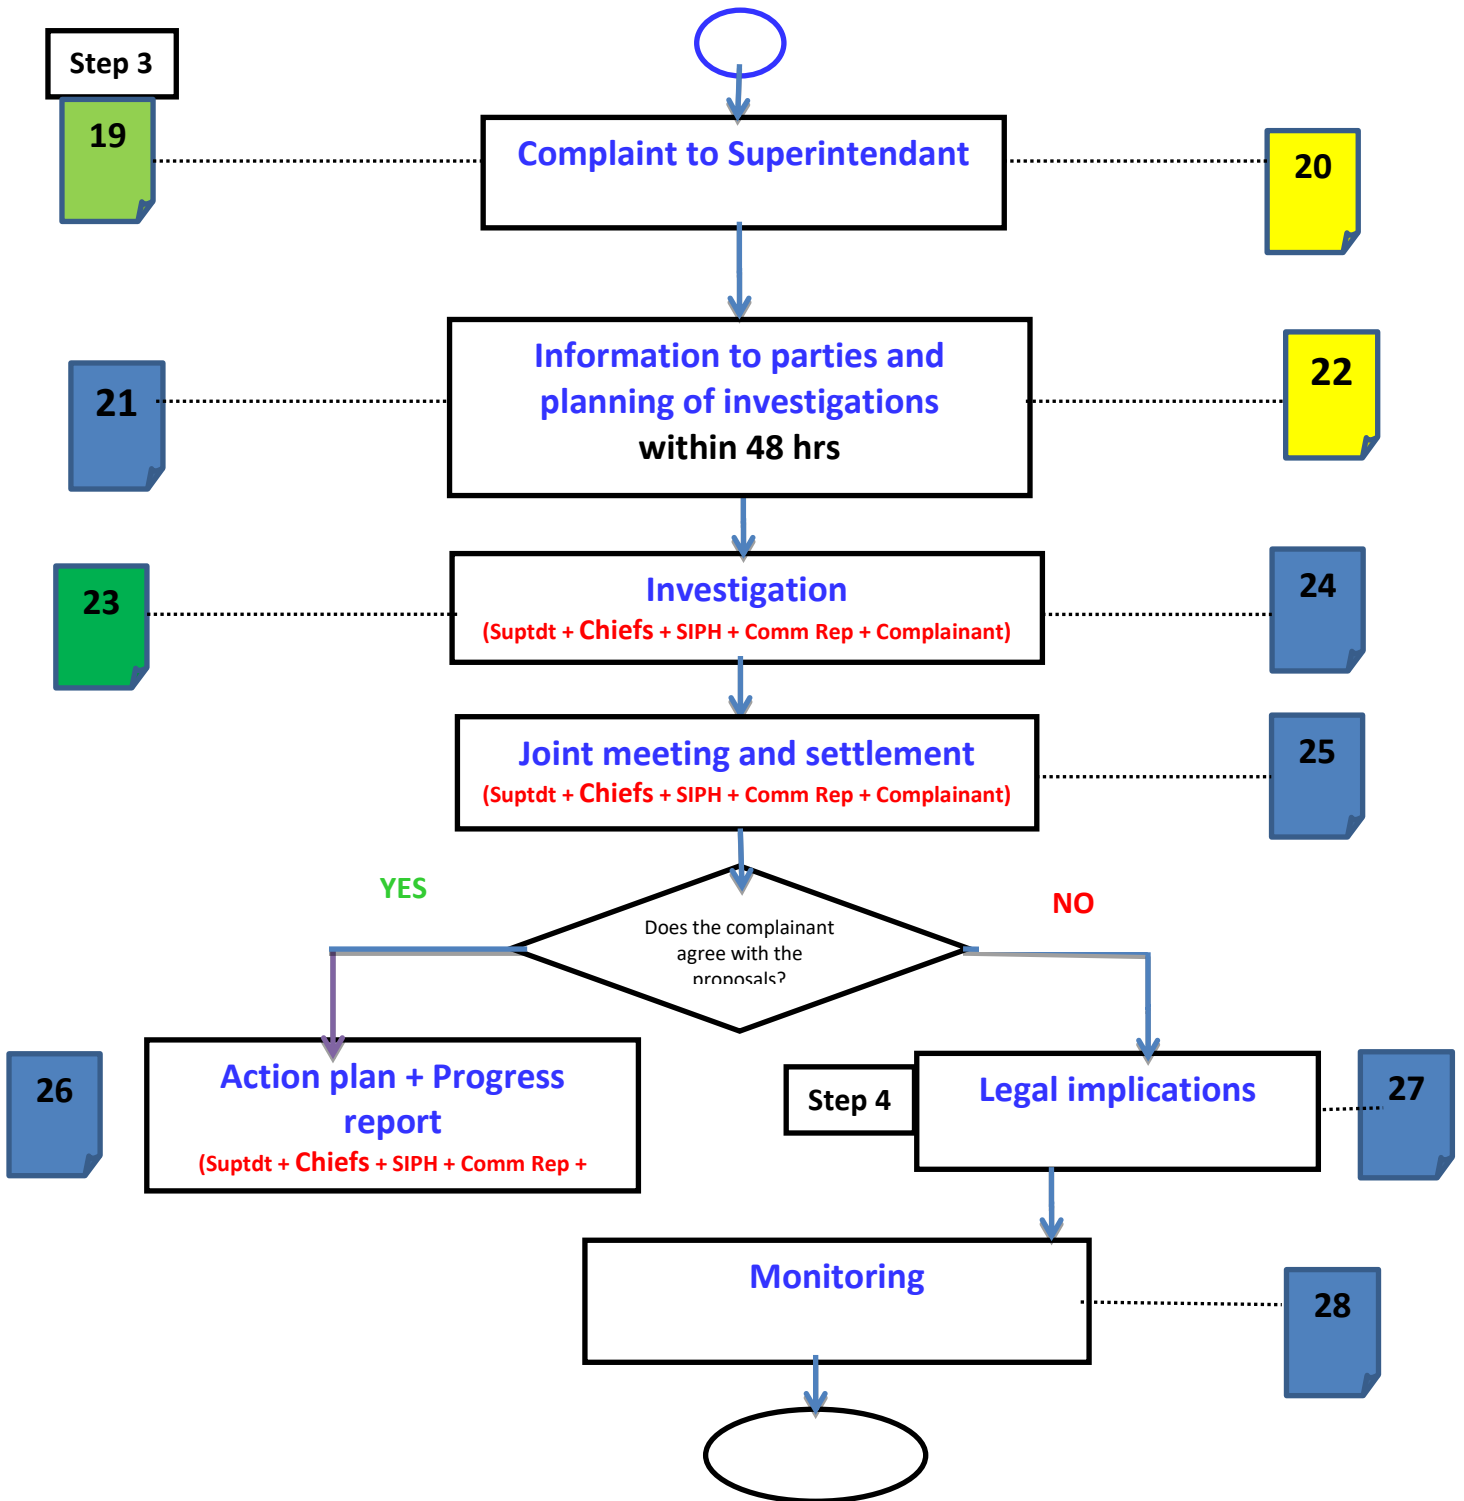 Step 3
19
Complaint to Superintendant
20
21
Information to parties and
planning of investigations
within 48 hrs
22
23
Investigation
(Suptdt + Chiefs + SIPH + Comm Rep + Complainant)
24
Joint meeting and settlement
(Suptdt + Chiefs + SIPH + Comm Rep + Complainant)
25
YES
NO
Does the complainant
agree with the
proposals?
26
Action plan + Progress
report
(Suptdt + Chiefs + SIPH + Comm Rep +
Step 4
Legal implications
27
Monitoring
28